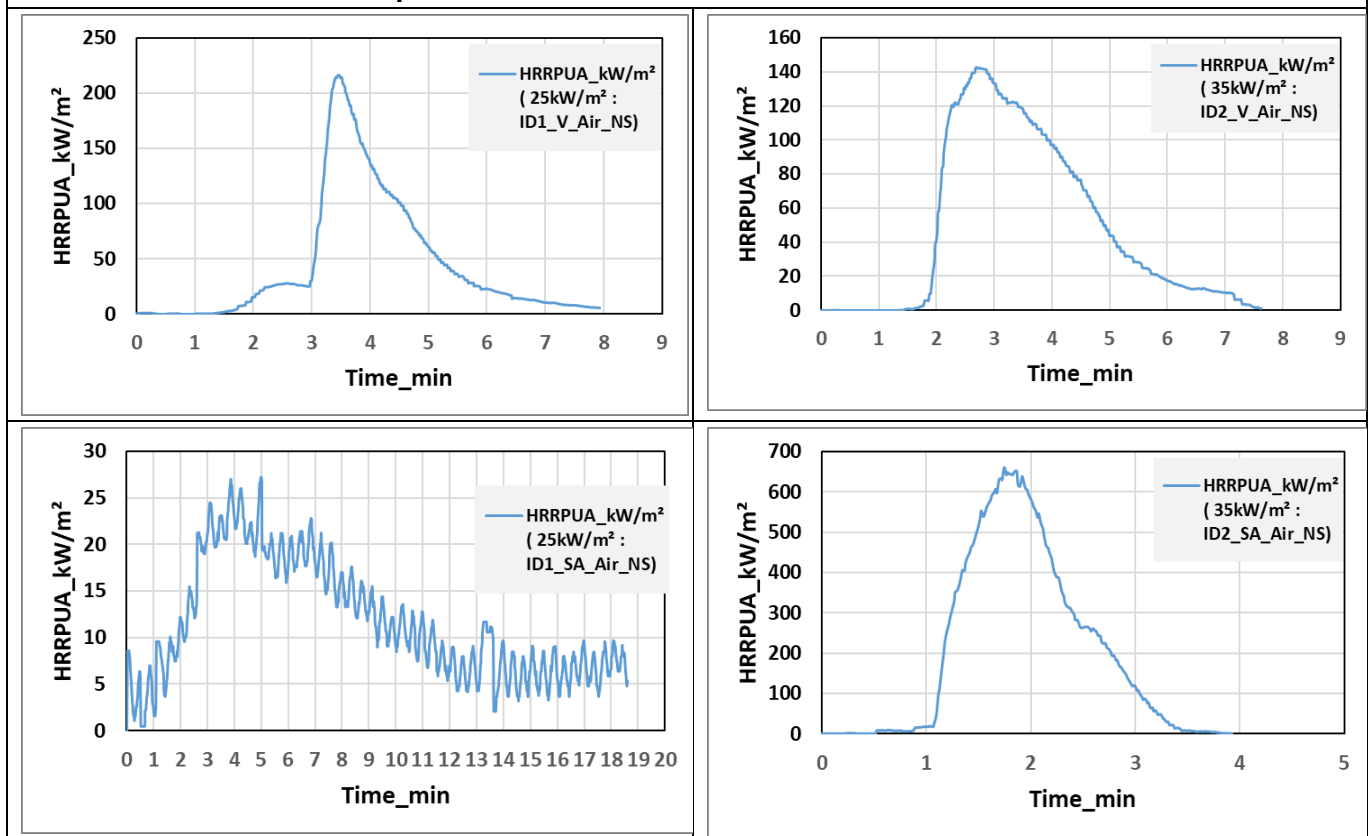 250
200
150
100
50
0
HRRPUA_kW/m²
HRRPUA_kW/m²
( 25kW/m² :
ID1_V_Air_NS)
0 1 2 3 4 5 6 7 8 9
Time_min
160
140
120
100
80
60
40
20
0
HRRPUA_kW/m²
HRRPUA_kW/m²
( 35kW/m² :
ID2_V_Air_NS)
0 1 2 3 4 5 6 7 8 9
Time_min
30
25
20
15
10
5
0
HRRPUA_kW/m²
HRRPUA_kW/m²
( 25kW/m² :
ID1_SA_Air_NS)
0 1 2 3 4 5 6 7 8 9 10 11 12 13 14 15 16 17 18 19 20
Time_min
700
600
500
400
300
200
100
0
HRRPUA_kW/m²
HRRPUA_kW/m²
( 35kW/m² :
ID2_SA_Air_NS)
0 1 2 3 4 5
Time_min